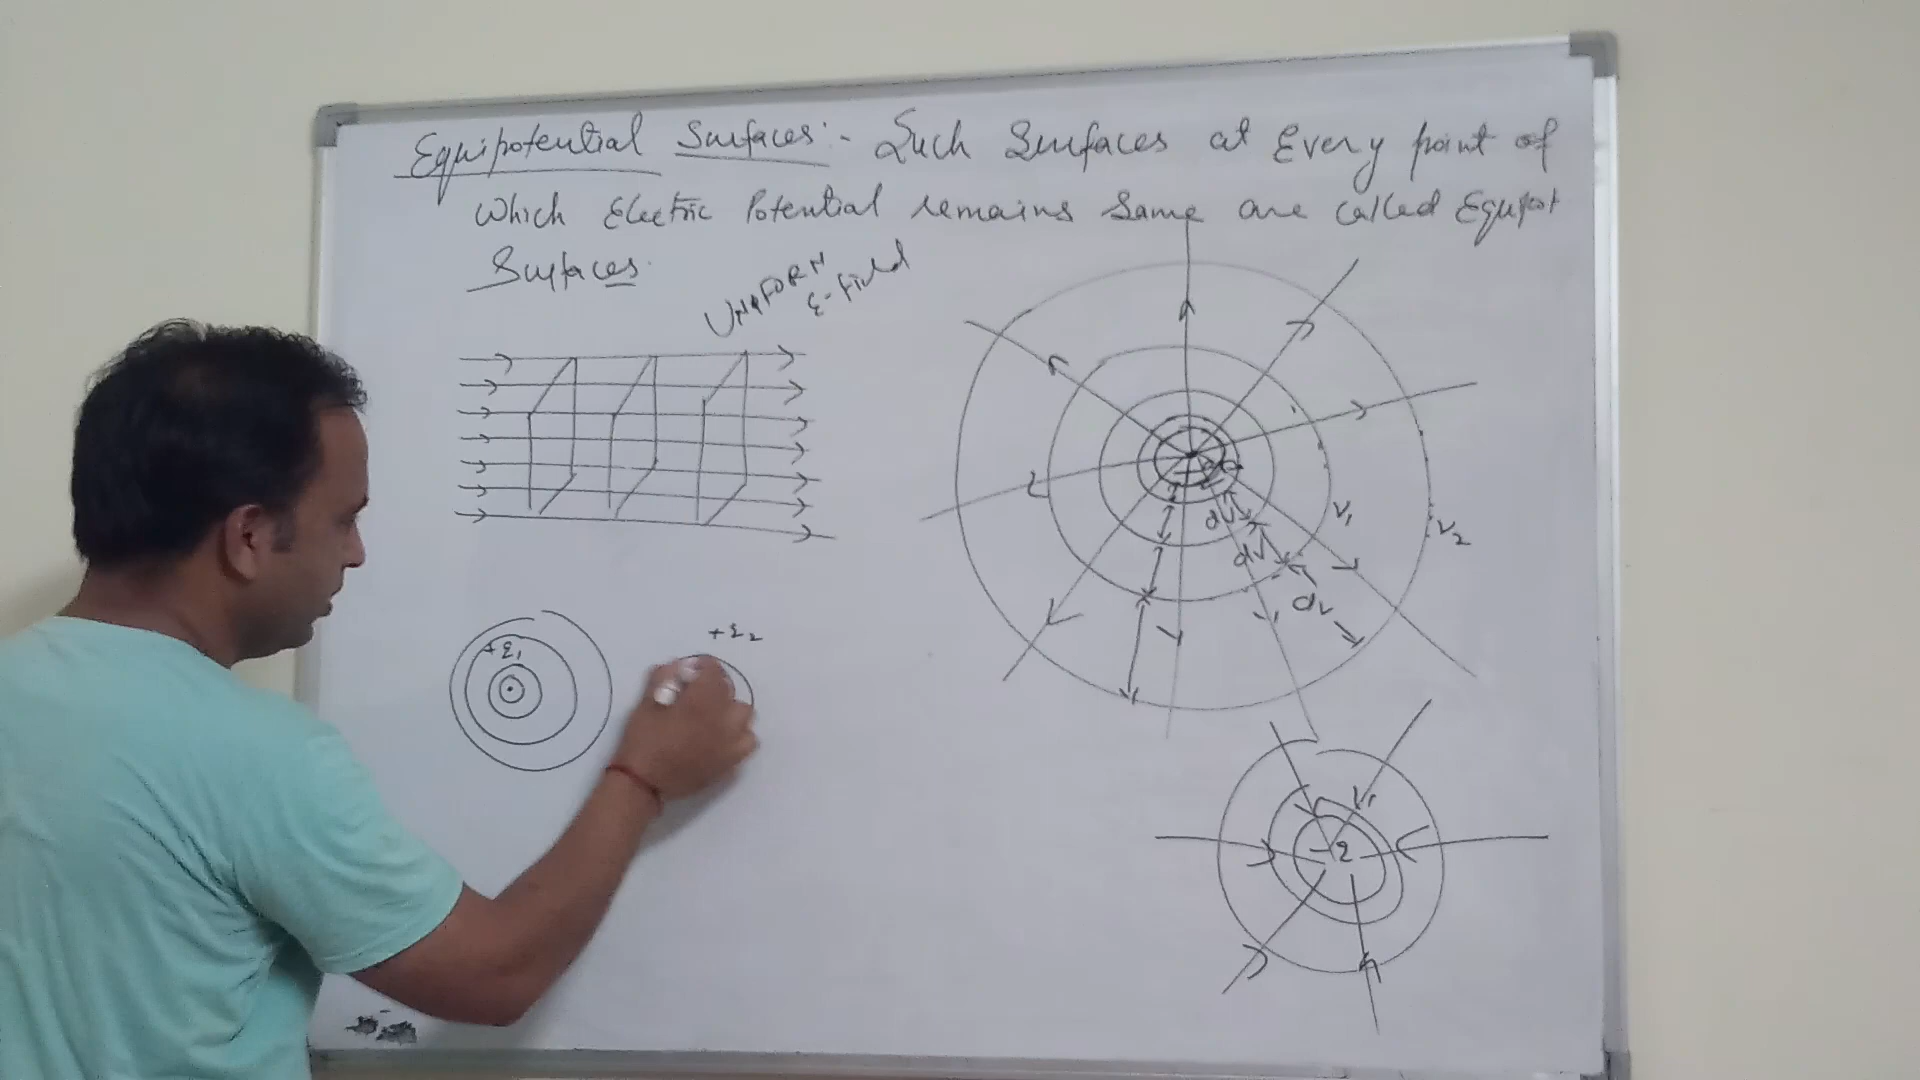 Equipotential Surfaces:- Such Surfaces at Every point of
Which Electric Potential remains Same are called Equipot
Surfaces.
UNIFORM
E-field
+q1
+q2
dv
dv
dv
V1
V2
V1
-q